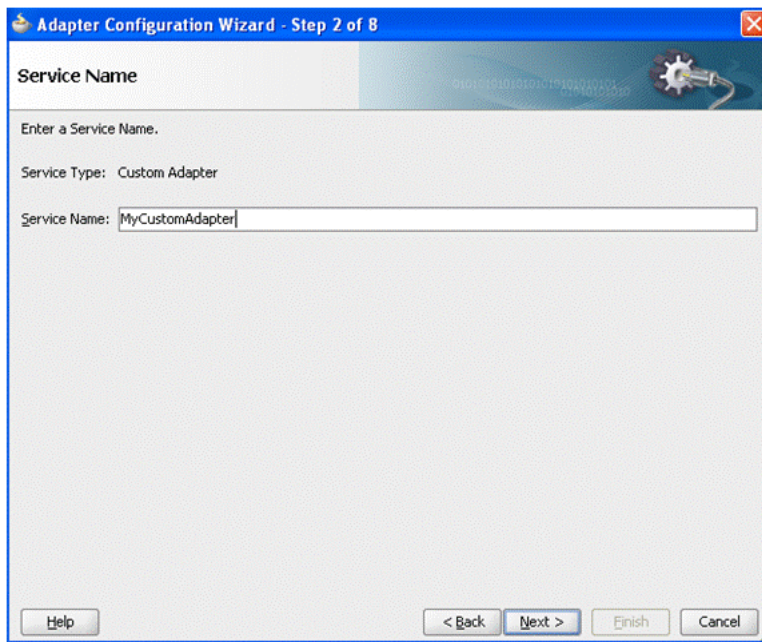 Adapter Configuration Wizard - Step 2 of 8
Service Name
Enter a Service Name.
Service Type: Custom Adapter
Service Name: MyCustomAdapter
Help
< Back
Next >
Finish
Cancel